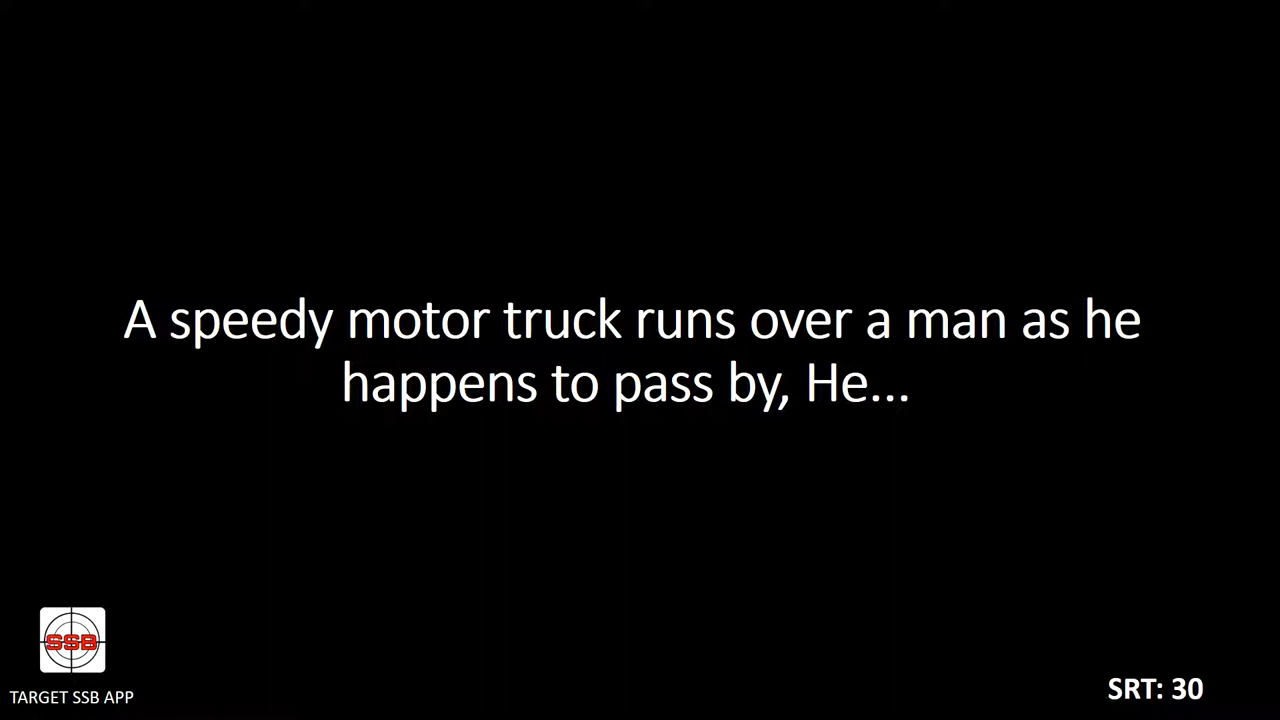 A speedy motor truck runs over a man as he
happens to pass by, He...
SSB
TARGET SSB APP
SRT: 30